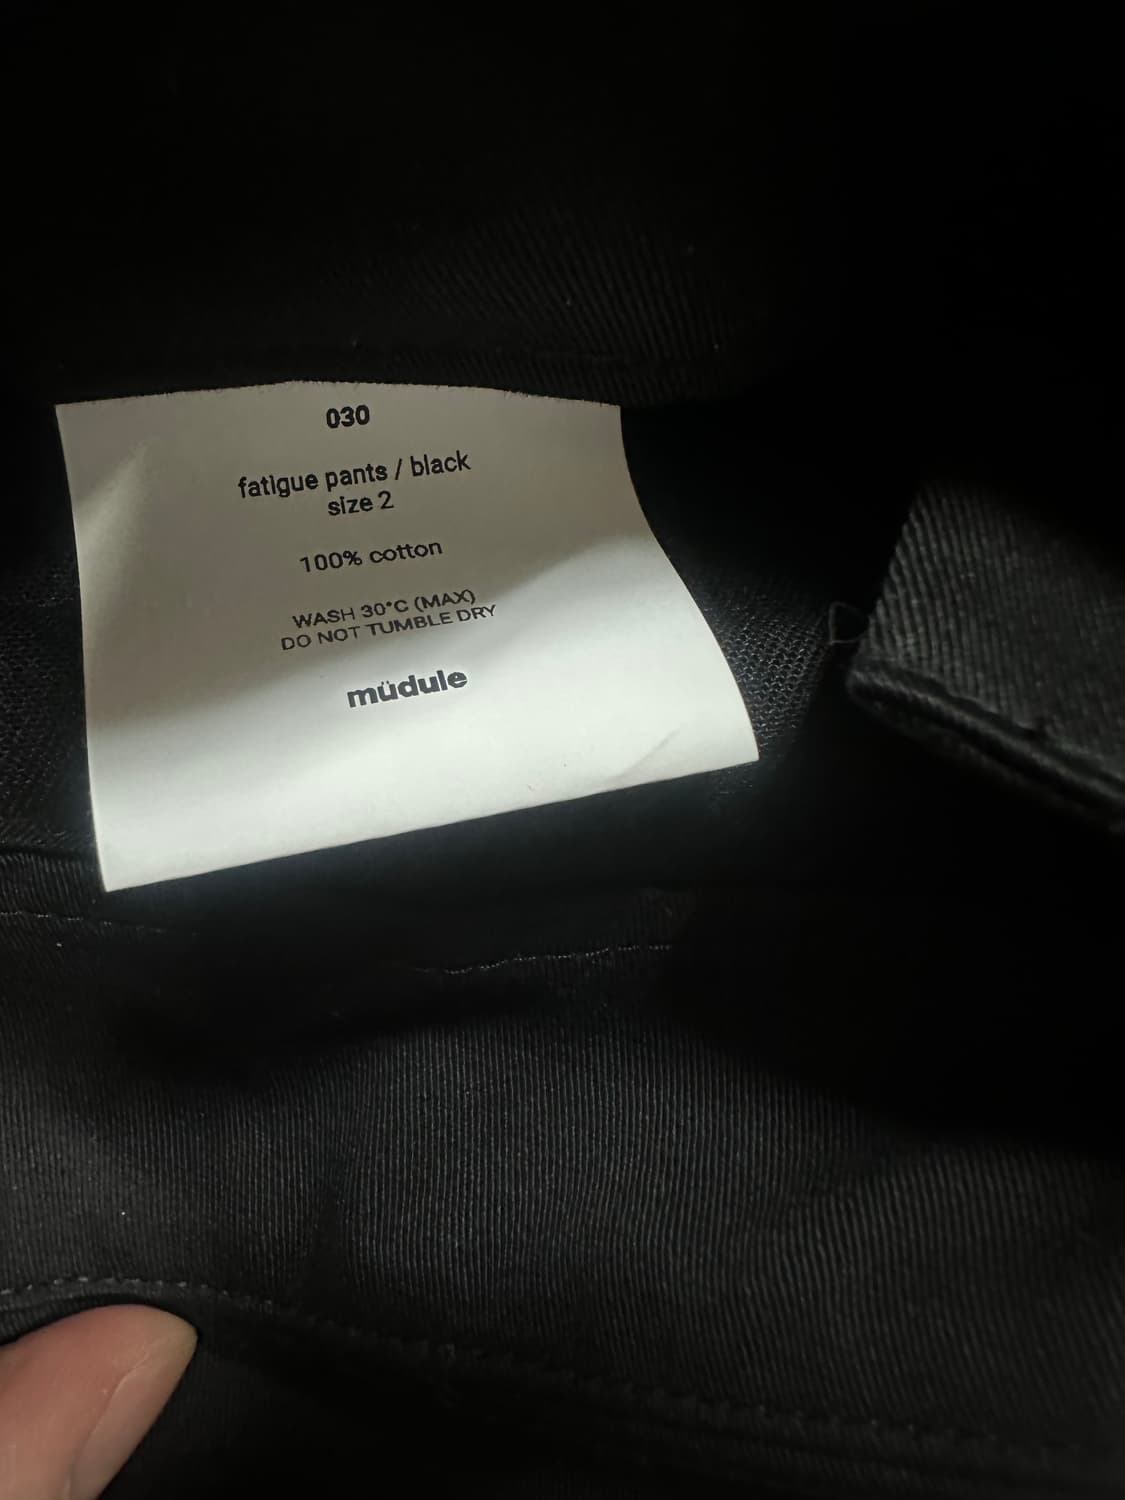 030
fatigue pants / black
size 2
100% cotton
WASH 30°C (MAX)
DO NOT TUMBLE DRY
müdule